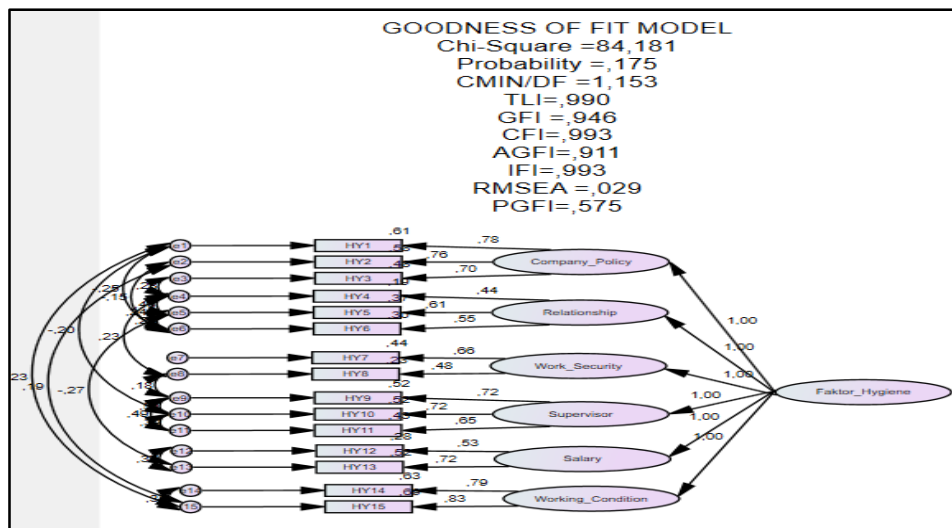 GOODNESS OF FIT MODEL
Chi-Square =84,181
Probability =,175
CMIN/DF =1,153
TLI=,990
GFI =,946
CFI=,993
AGFI=,911
IFI=,993
RMSEA =,029
PGFI=,575
.61
e1 HY1 .78
e2 HY2 .76 Company_Policy
e3 HY3 .70
e4 HY4 .44
e5 HY5 .61 Relationship
e6 HY6 .55
1,00
1,00
.44
e7 HY7 .66 Work_Security 1,00
e8 HY8 .48
Faktor_Hygiene
.52
e9 HY9 .72 1,00
e10 HY10 .72 Supervisor
e11 HY11 .65 1,00
e12 HY12 .53 Salary 1,00
e13 HY13 .72
.63
e14 HY14 .79 Working_Condition
15 HY15 .83
-,20
,23
,19
-,27
,23
,18